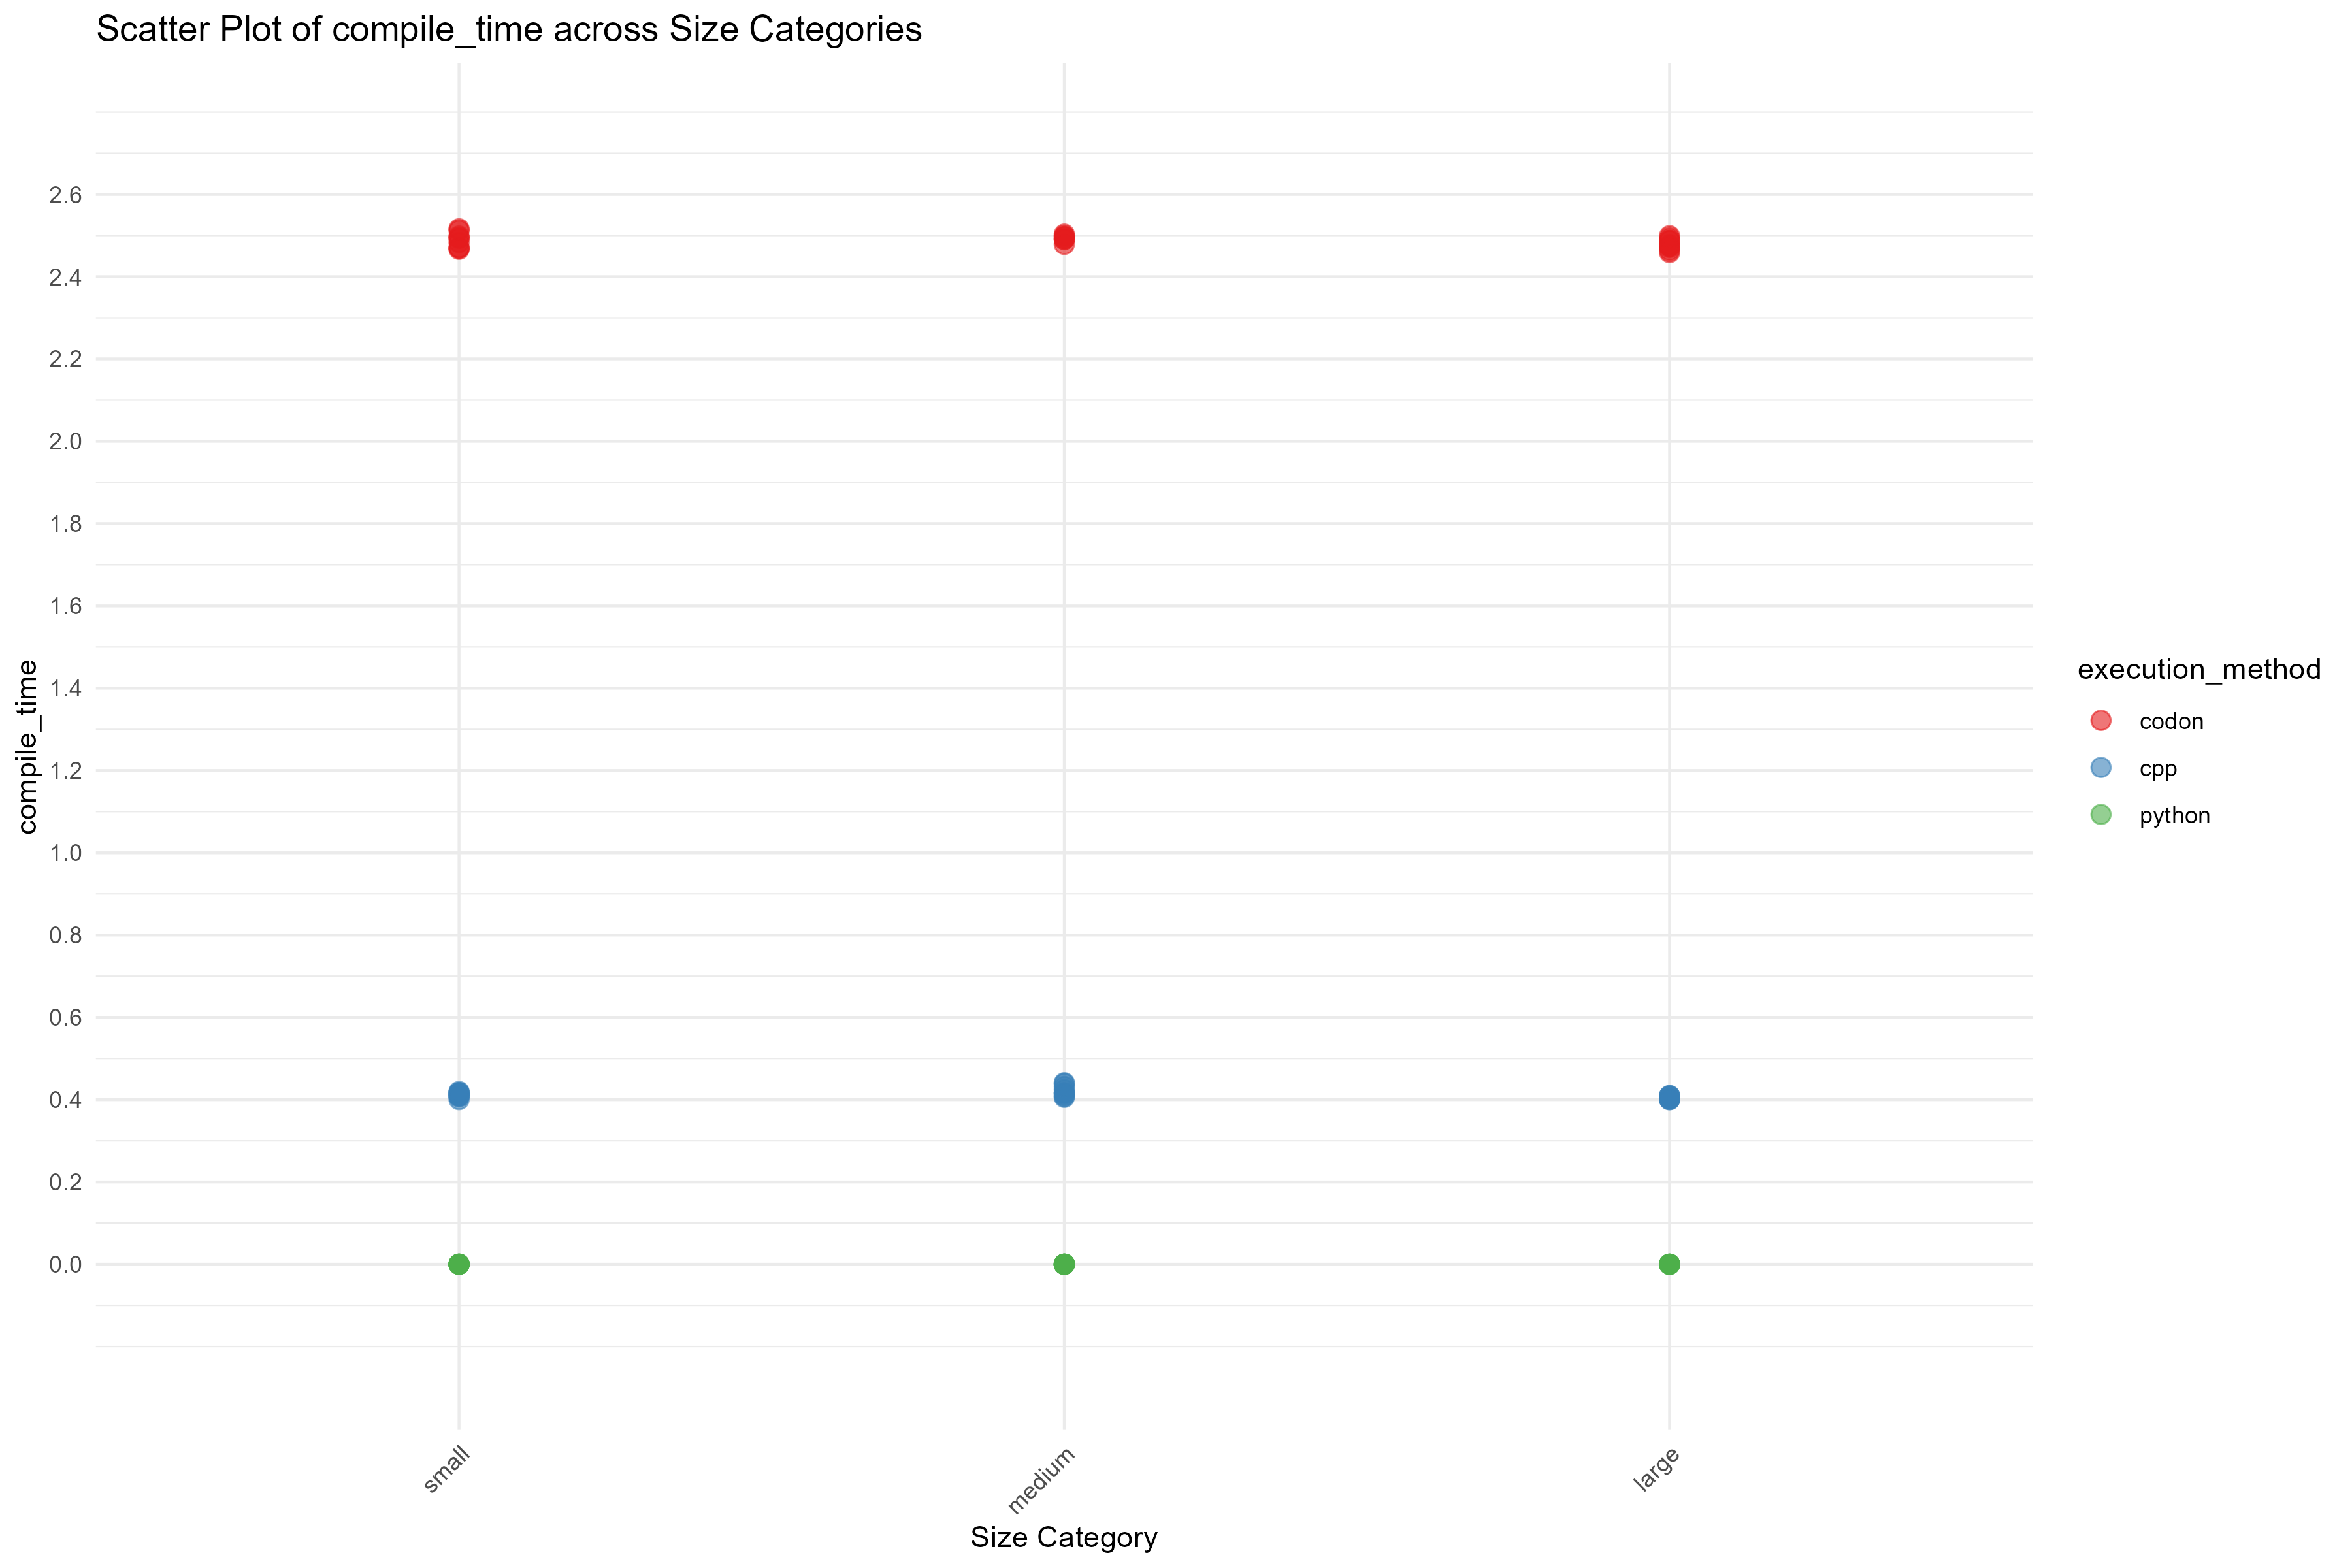 Scatter Plot of compile_time across Size Categories
compile_time
2.6
2.4
2.2
2.0
1.8
1.6
1.4
1.2
1.0
0.8
0.6
0.4
0.2
0.0
small
medium
large
Size Category
execution_method
codon
cpp
python